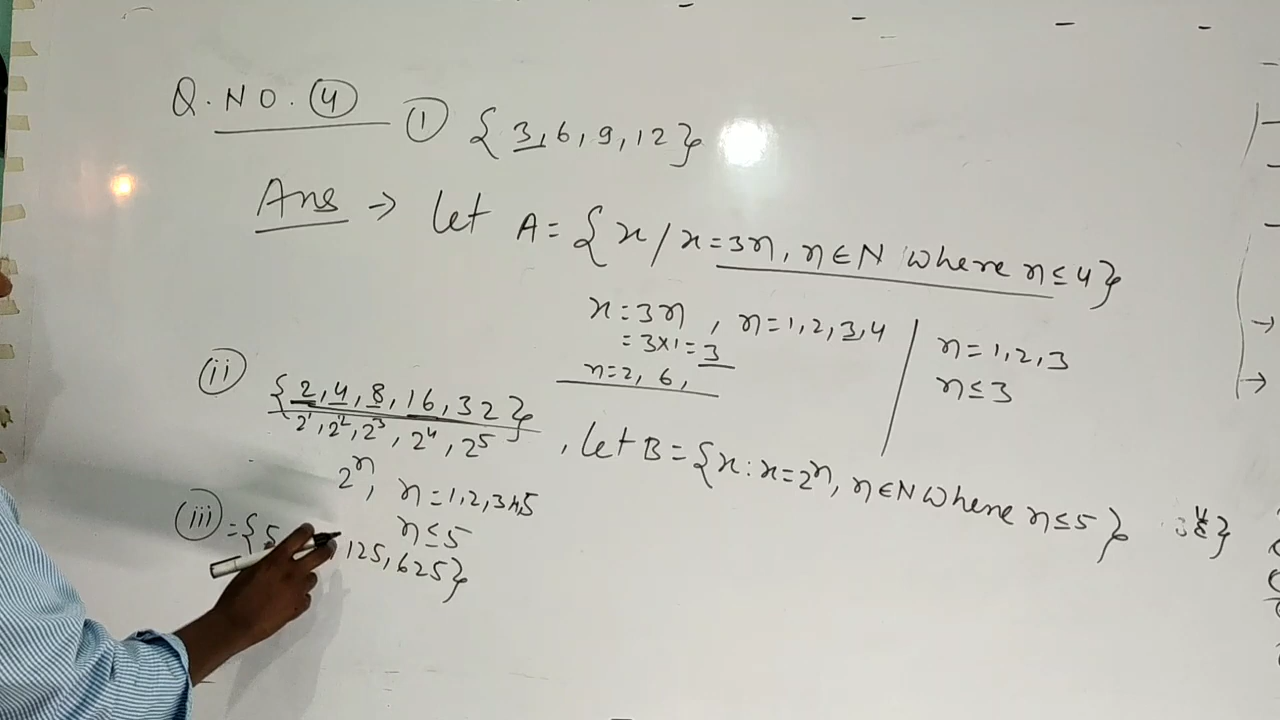 Q.NO.④ ① {3,6,9,12}
Ans → let A={x/x=3n, n∈N where n≤4}
x=3n, n=1,2,3,4
=3×1=3
n=2, 6,
n=1,2,3
n≤3
(ii) {2,4,8,16,32}
2¹,2²,2³,2⁴,2⁵
, let B={x:x=2ⁿ, n∈N where n≤5}
2ⁿ, n=1,2,3,4,5
n≤5
(iii) ={5 125,625}